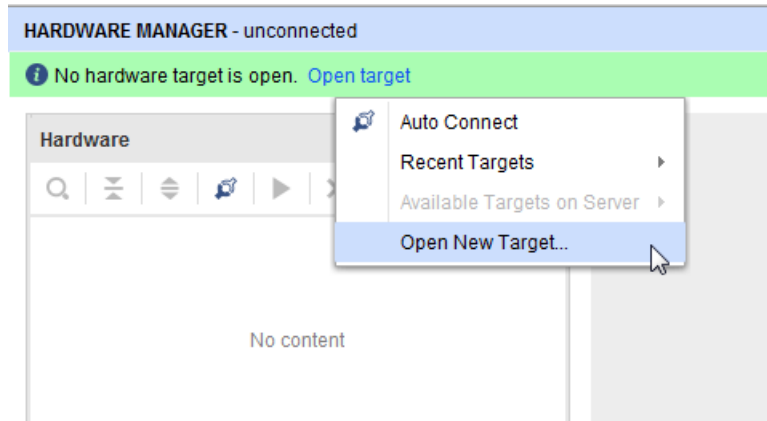 HARDWARE MANAGER - unconnected
No hardware target is open. Open target
Hardware
Auto Connect
Recent Targets
Available Targets on Server
Open New Target...
No content